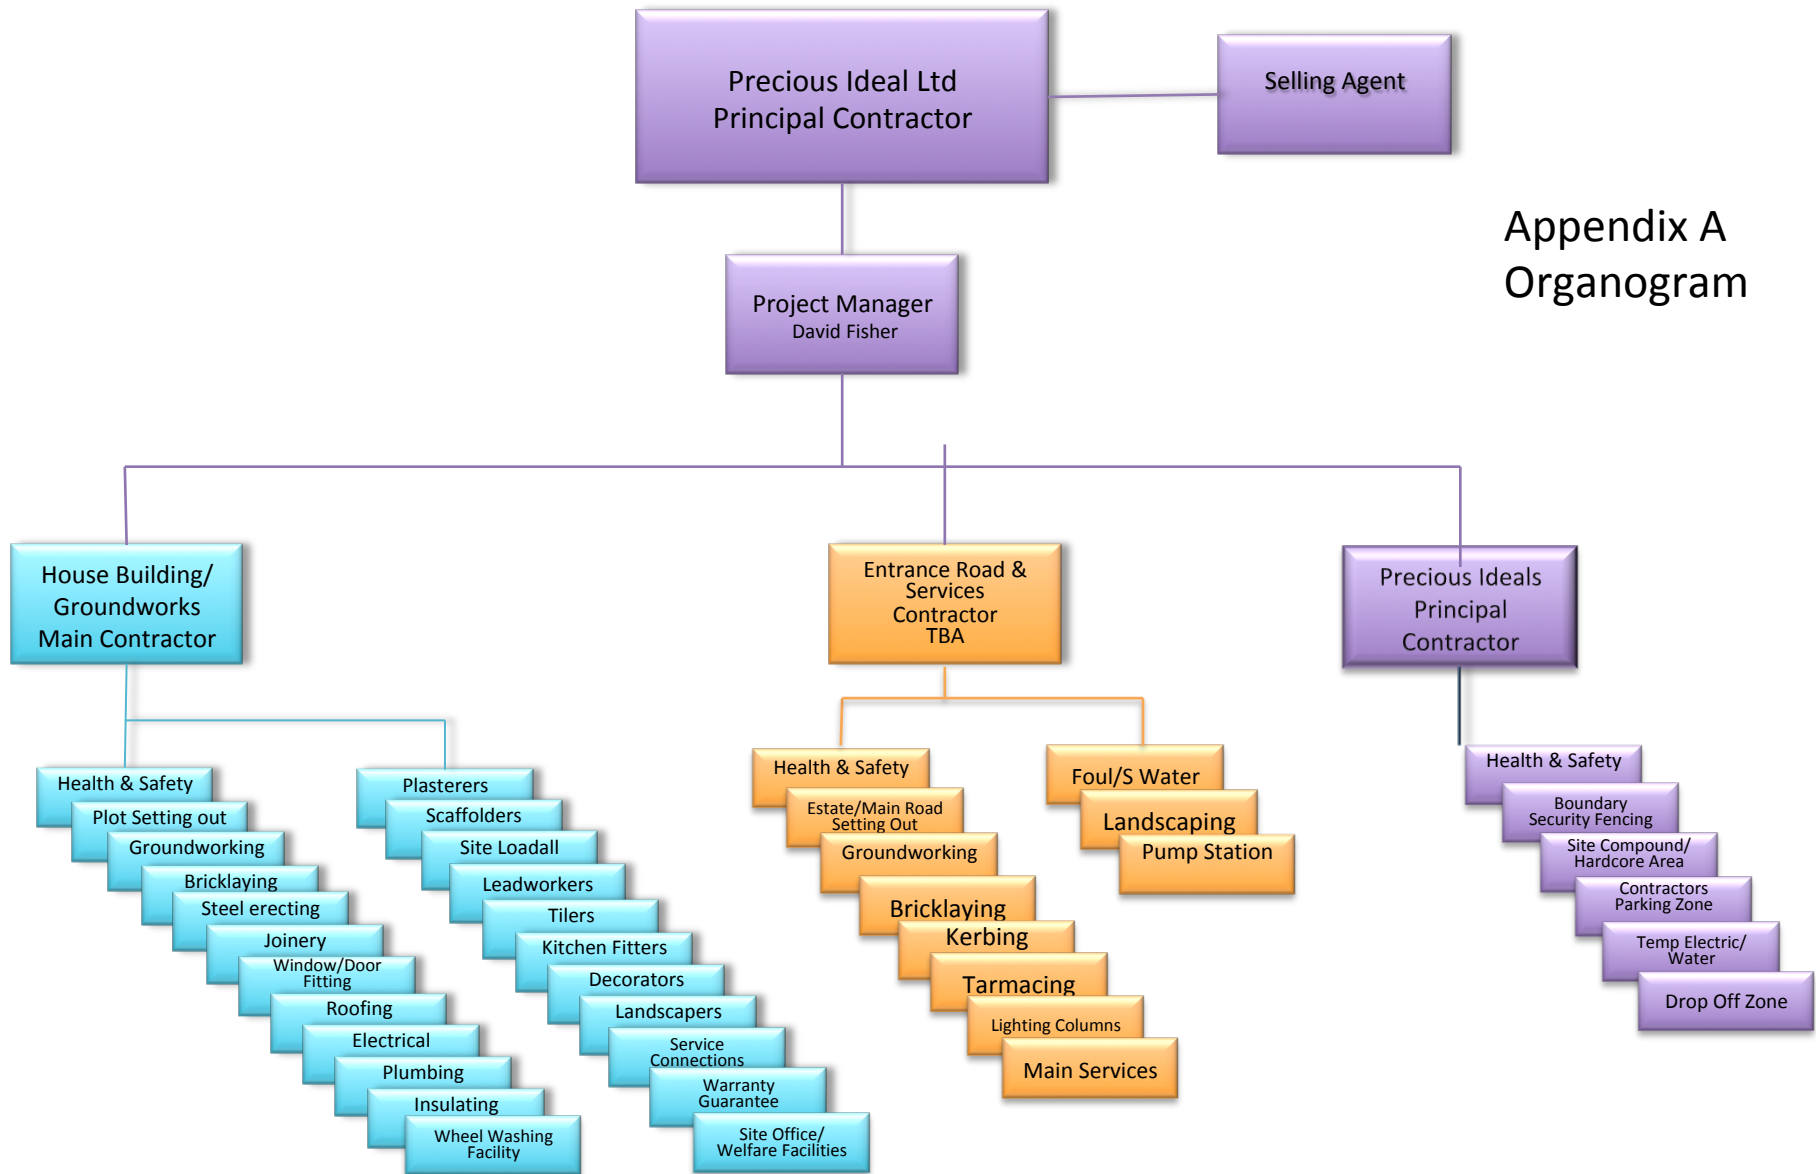 Precious Ideal Ltd
Principal Contractor
Selling Agent
Appendix A
Organogram
Project Manager
David Fisher
House Building/
Groundworks
Main Contractor
Entrance Road &
Services
Contractor
TBA
Precious Ideals
Principal
Contractor
Health & Safety
Plot Setting out
Groundworking
Bricklaying
Steel erecting
Joinery
Window/Door
Fitting
Roofing
Electrical
Plumbing
Insulating
Wheel Washing
Facility
Plasterers
Scaffolders
Site Loadall
Leadworkers
Tilers
Kitchen Fitters
Decorators
Landscapers
Service
Connections
Warranty
Guarantee
Site Office/
Welfare Facilities
Health & Safety
Estate/Main Road
Setting Out
Groundworking
Bricklaying
Kerbing
Tarmacing
Lighting Columns
Main Services
Foul/S Water
Landscaping
Pump Station
Health & Safety
Boundary
Security Fencing
Site Compound/
Hardcore Area
Contractors
Parking Zone
Temp Electric/
Water
Drop Off Zone